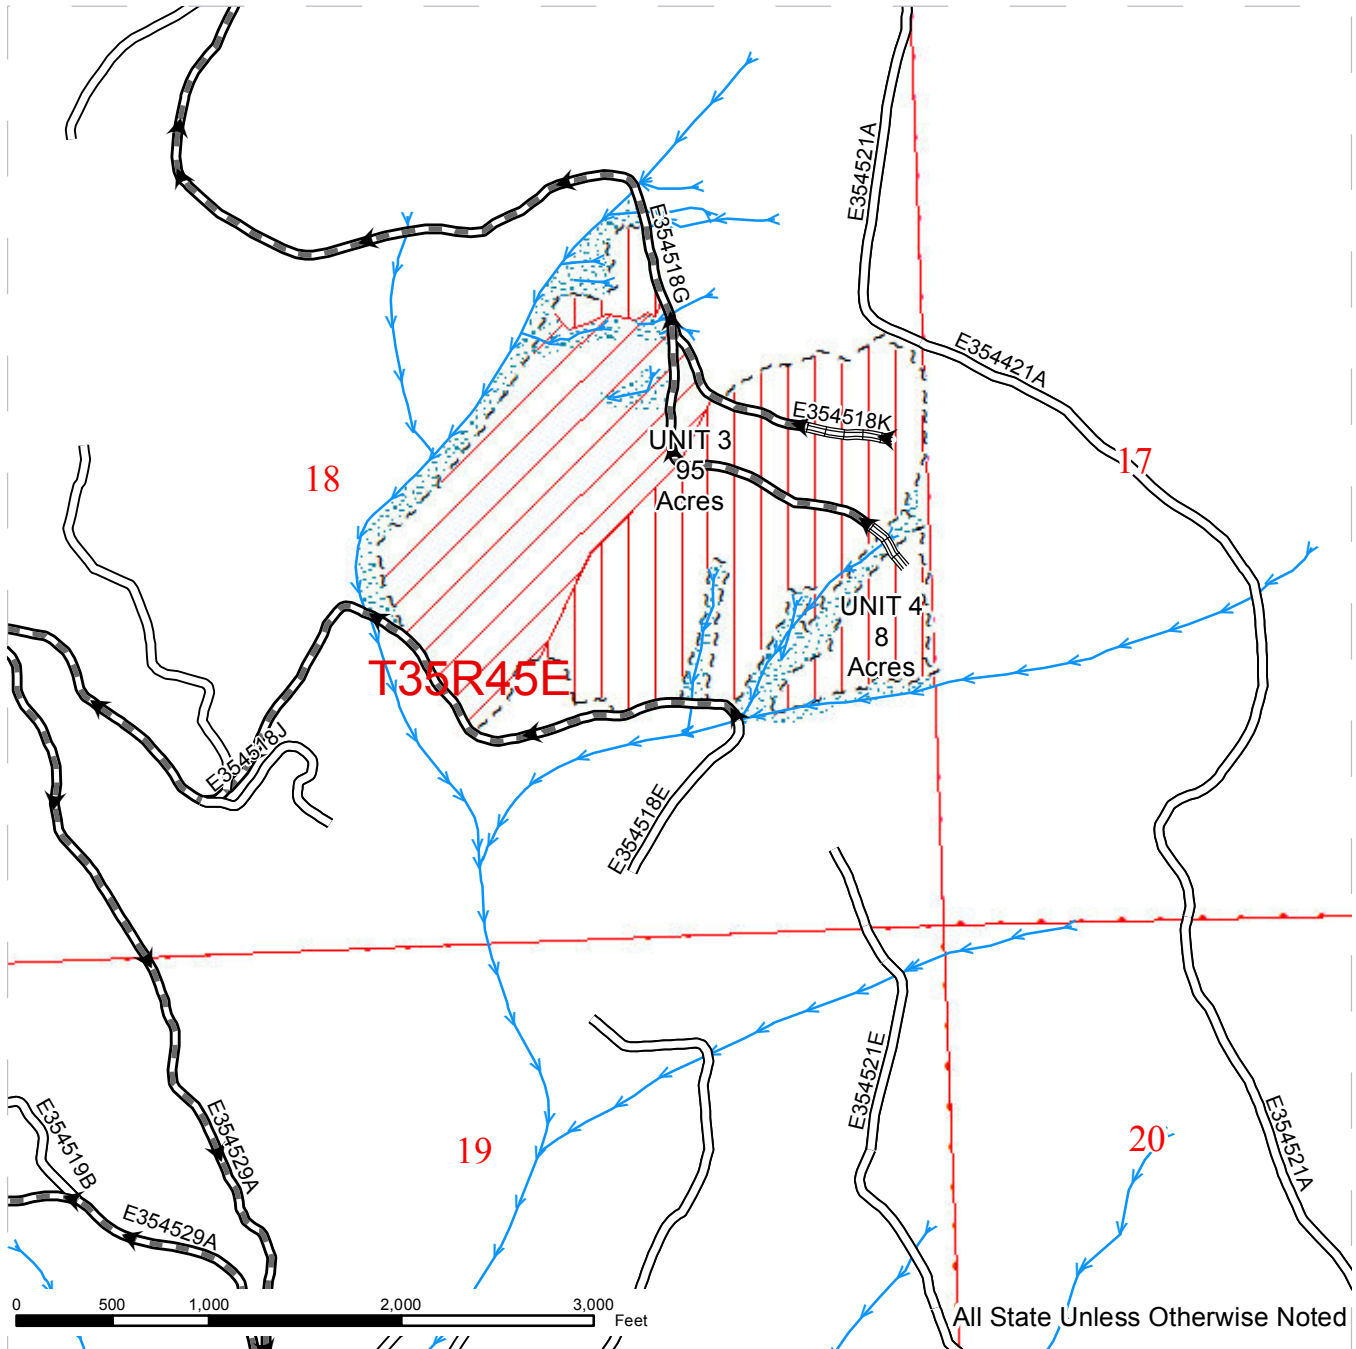 E354521A
E354518G
E354421A
E354518K
UNIT 3
95
Acres
17
18
UNIT 4
8
Acres
T35R45E
E354518J
E354518E
E354521E
E354519B
E354529A
19
20
E354521A
E354529A
0 500 1,000 2,000 3,000
Feet
All State Unless Otherwise Noted